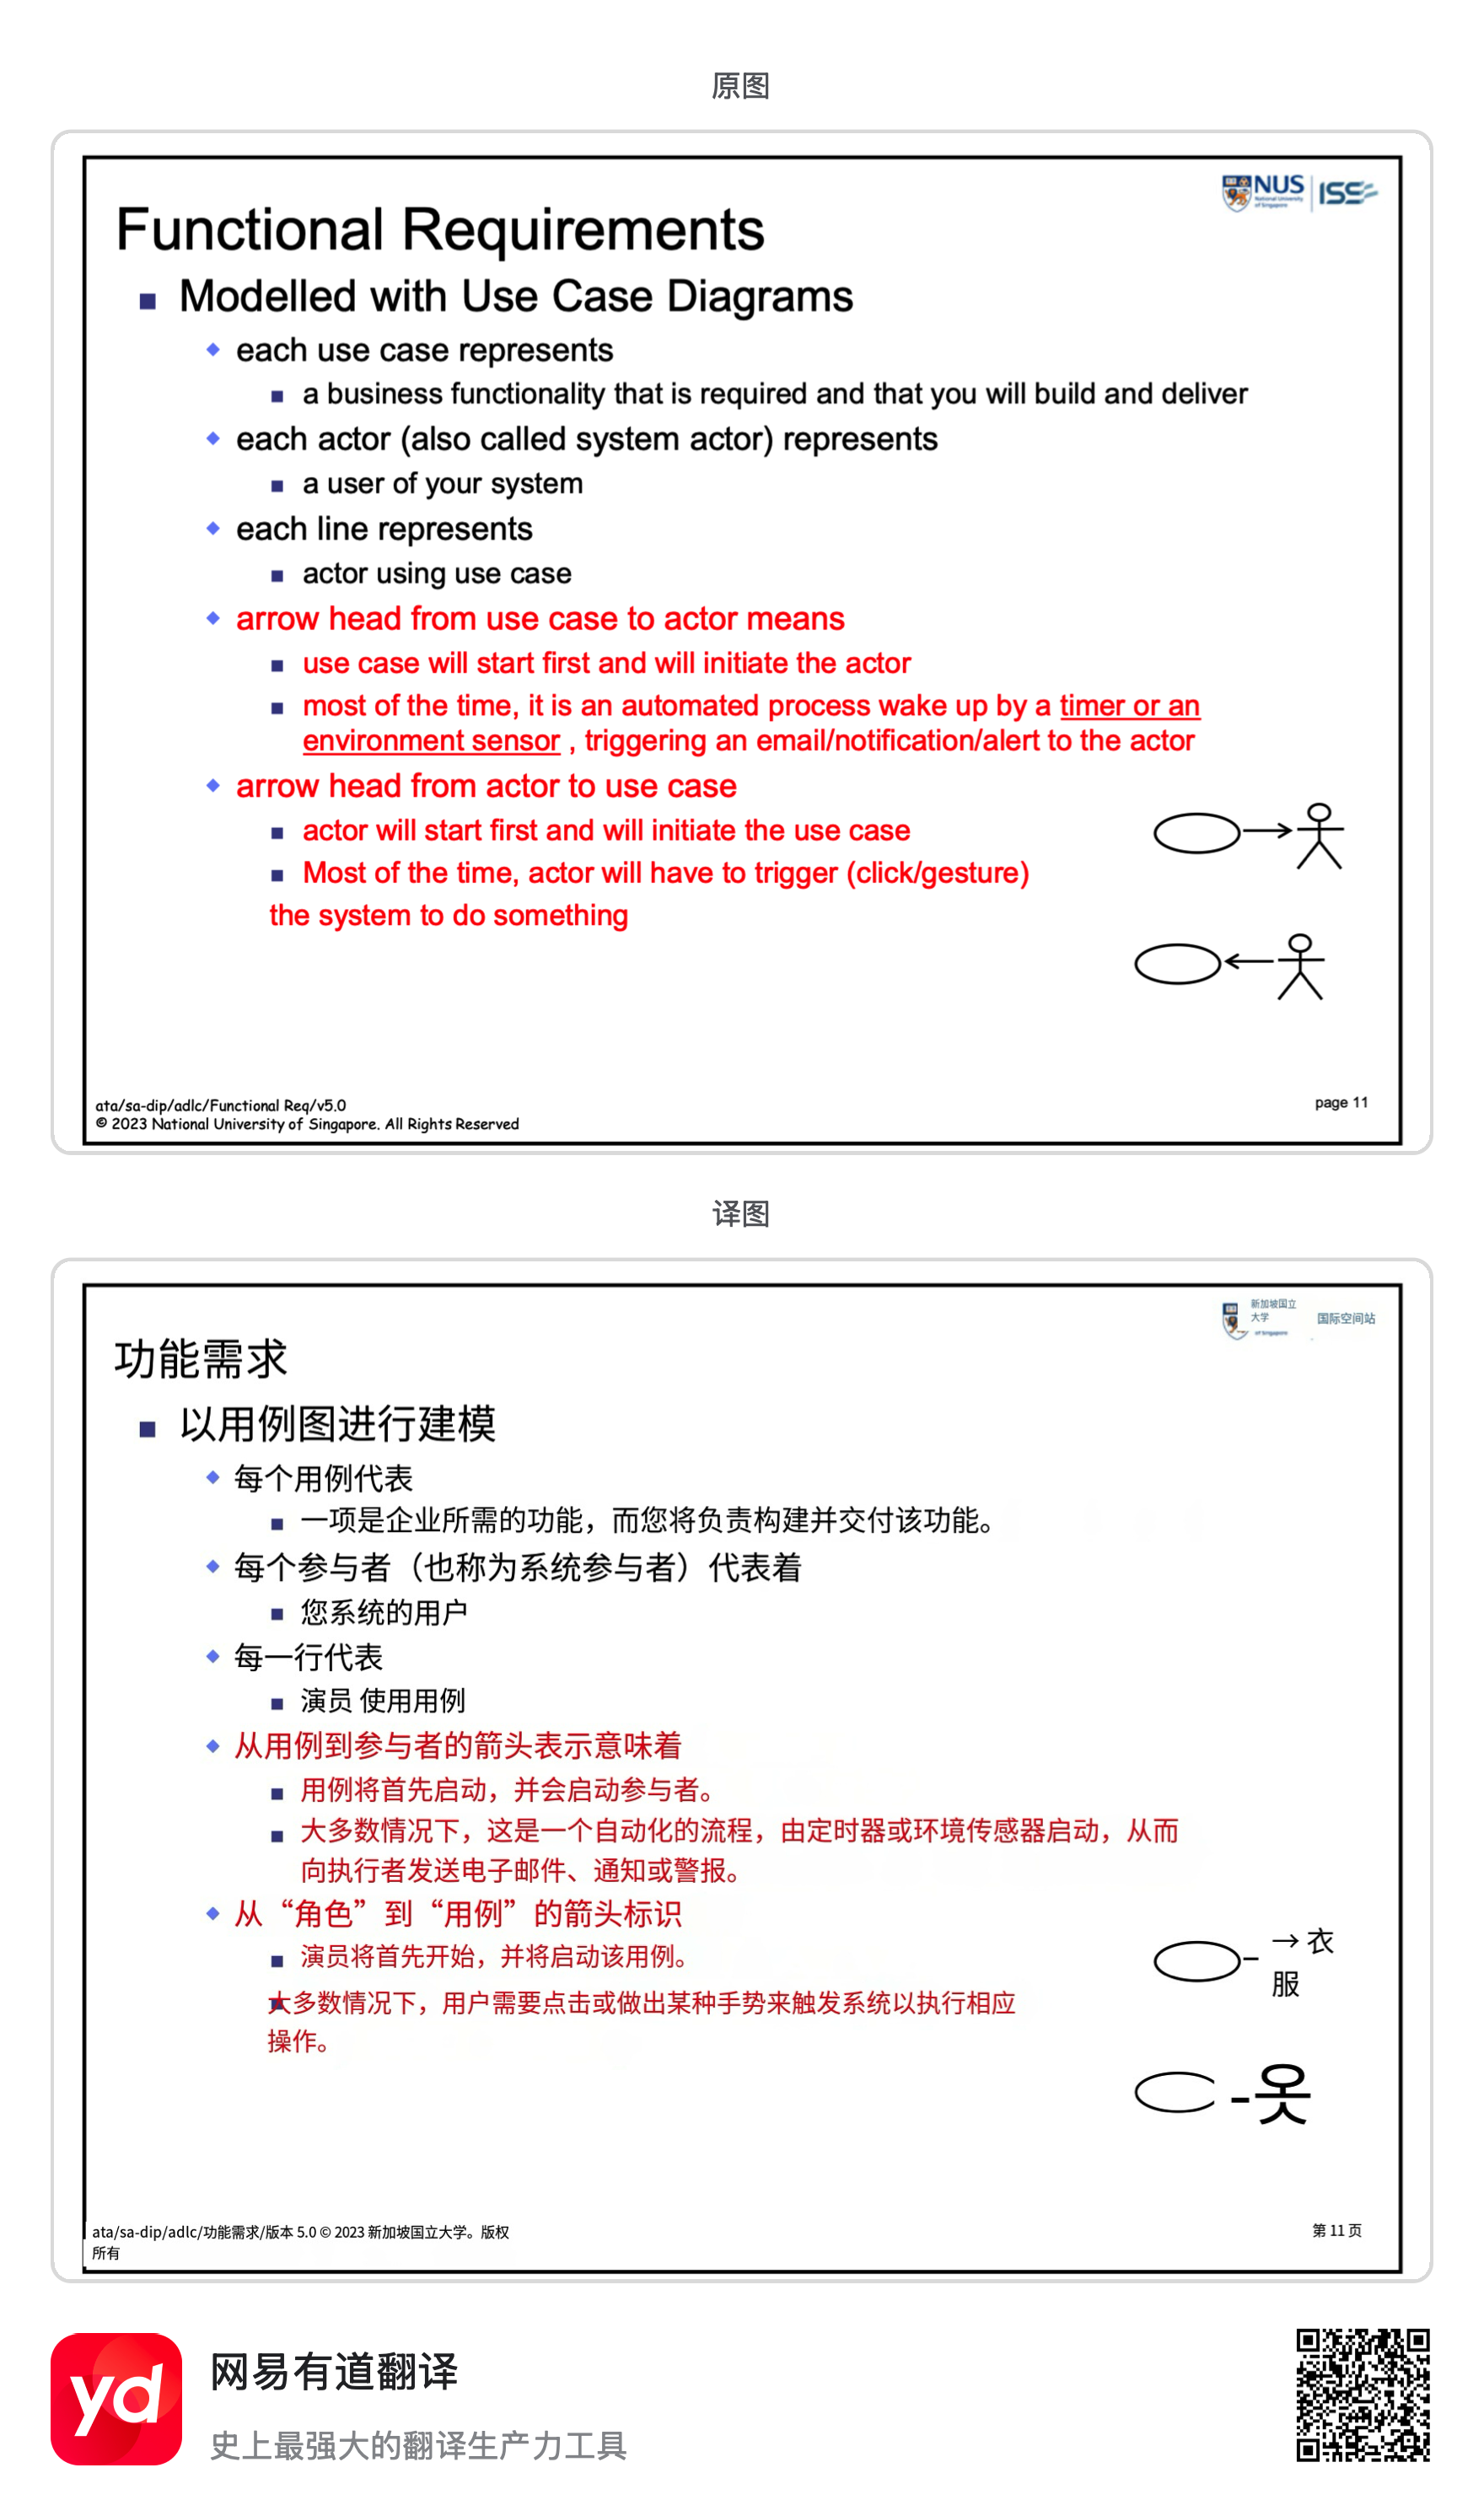 原图
NUS
National University
of Singapore
ISS
Functional Requirements
Modelled with Use Case Diagrams
each use case represents
a business functionality that is required and that you will build and deliver
each actor (also called system actor) represents
a user of your system
each line represents
actor using use case
arrow head from use case to actor means
use case will start first and will initiate the actor
most of the time, it is an automated process wake up by a timer or an
environment sensor , triggering an email/notification/alert to the actor
arrow head from actor to use case
actor will start first and will initiate the use case
Most of the time, actor will have to trigger (click/gesture)
the system to do something
ata/sa-dip/adlc/Functional Req/v5.0
© 2023 National University of Singapore. All Rights Reserved
page 11
译图
新加坡国立
大学
of Singapore
国际空间站
功能需求
以用例图进行建模
每个用例代表
一项是企业所需的功能，而您将负责构建并交付该功能。
每个参与者（也称为系统参与者）代表着
您系统的用户
每一行代表
演员 使用用例
从用例到参与者的箭头表示意味着
用例将首先启动，并会启动参与者。
大多数情况下，这是一个自动化的流程，由定时器或环境传感器启动，从而
向执行者发送电子邮件、通知或警报。
从“角色”到“用例”的箭头标识
演员将首先开始，并将启动该用例。
大多数情况下，用户需要点击或做出某种手势来触发系统以执行相应
操作。
→衣
服
-옷
ata/sa-dip/adlc/功能需求/版本 5.0 © 2023 新加坡国立大学。版权
所有
第 11 页
yd
网易有道翻译
史上最强大的翻译生产力工具